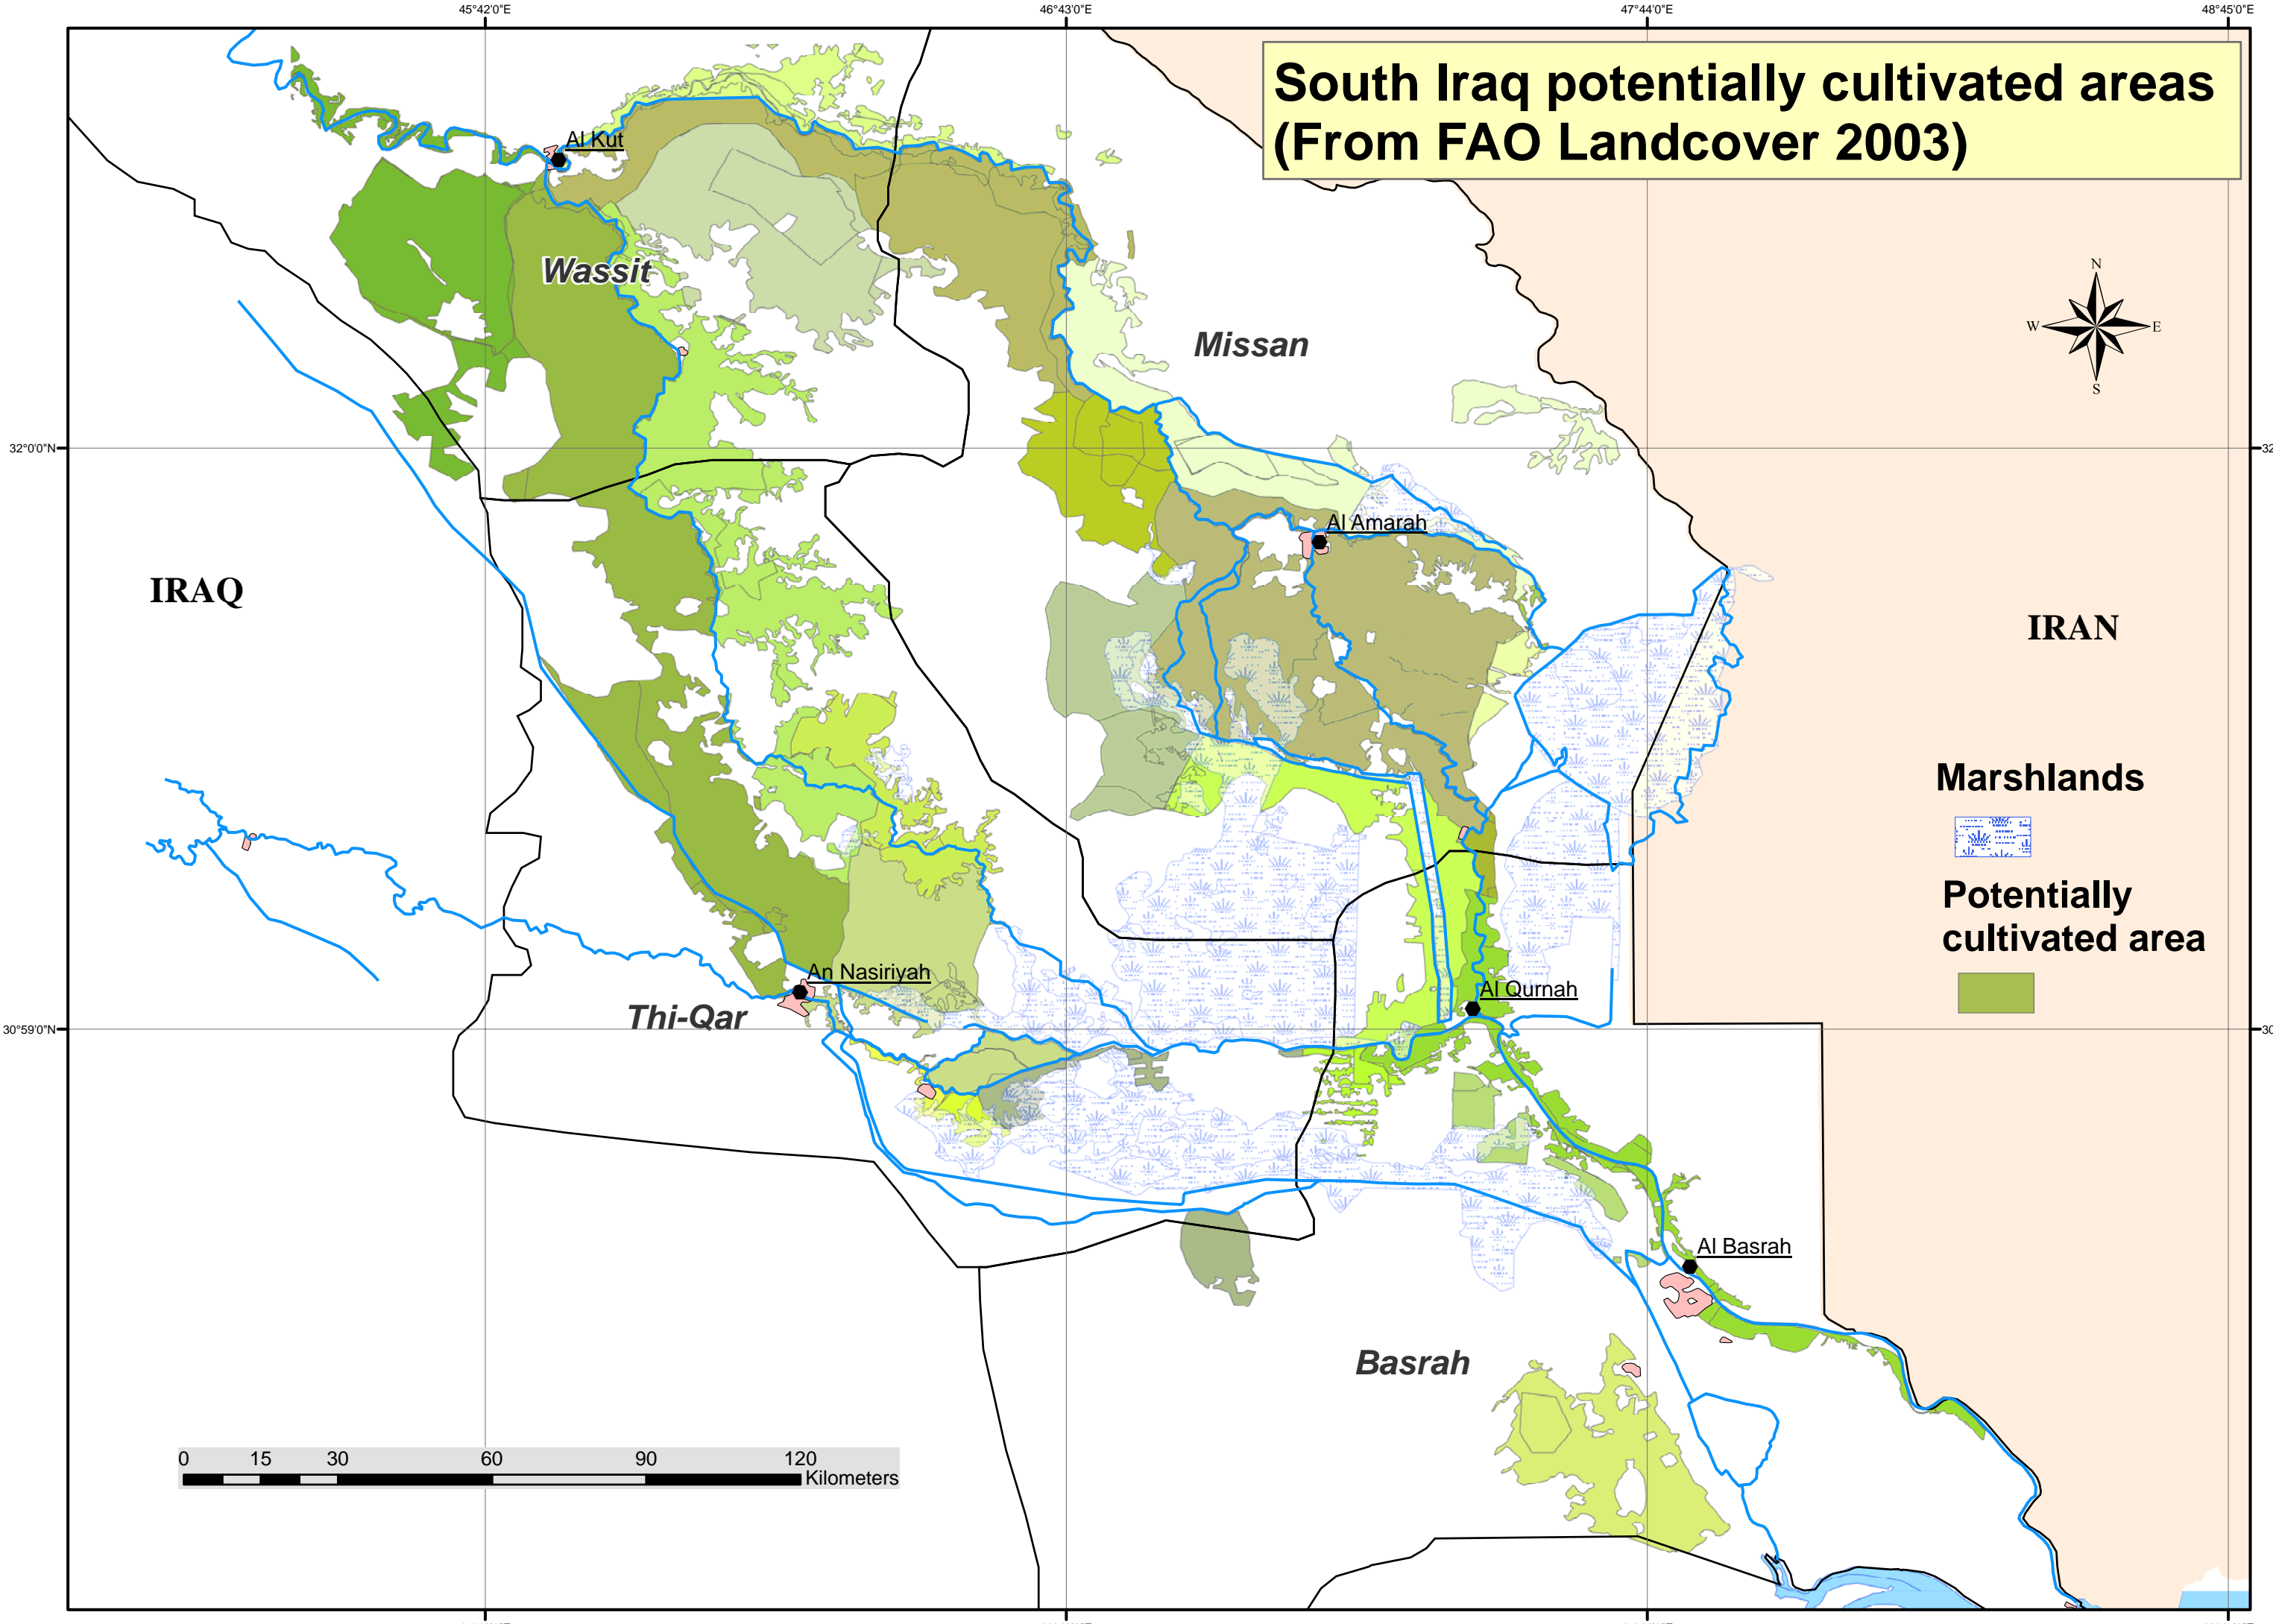 45°42'0"E
46°43'0"E
47°44'0"E
48°45'0"E
South Iraq potentially cultivated areas
(From FAO Landcover 2003)
Al Kut
Wassit
N
W
E
S
Missan
32°0'0"N
Al Amarah
IRAQ
IRAN
Marshlands
Potentially
cultivated area
An Nasiriyah
Al Qurnah
Thi-Qar
30°59'0"N
Al Basrah
Basrah
0 15 30 60 90 120
Kilometers